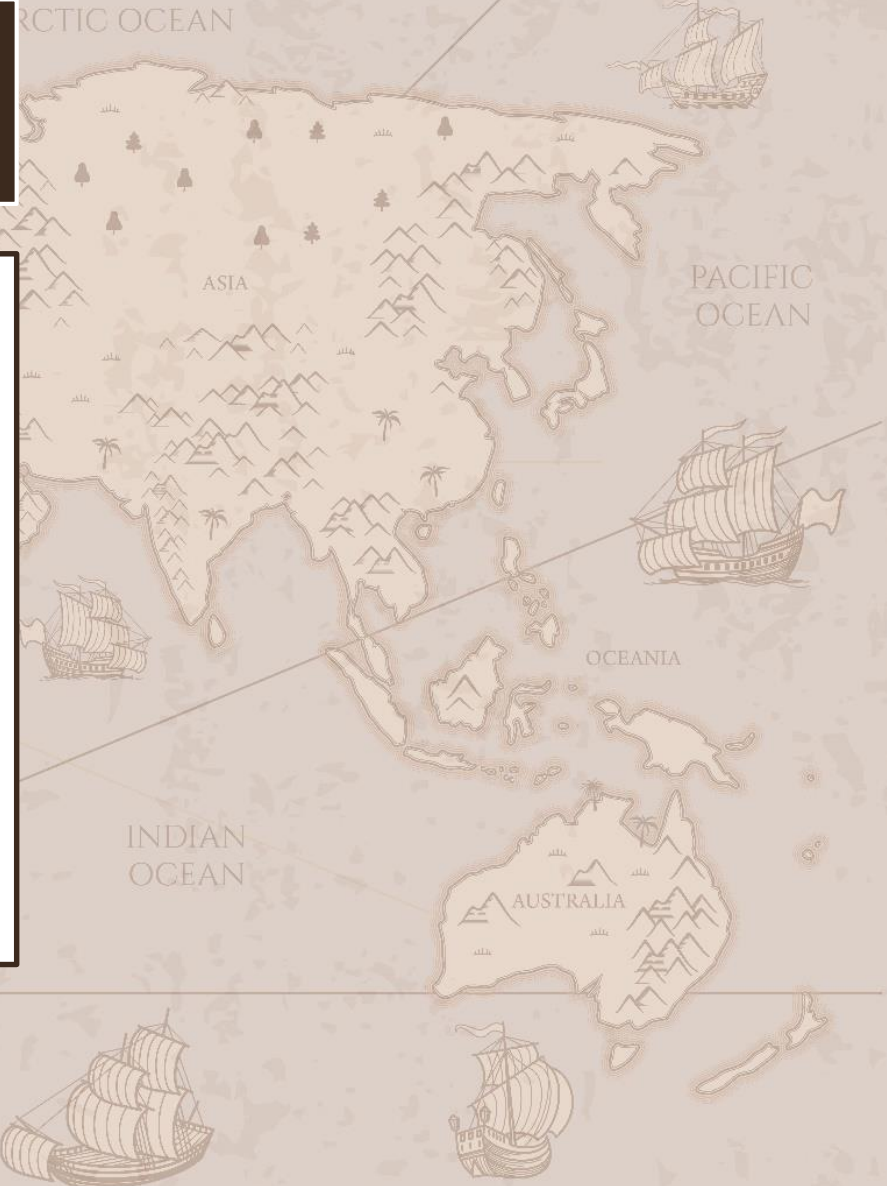 RCTIC OCEAN
ASIA
PACIFIC
OCEAN
OCEANIA
INDIAN
OCEAN
AUSTRALIA